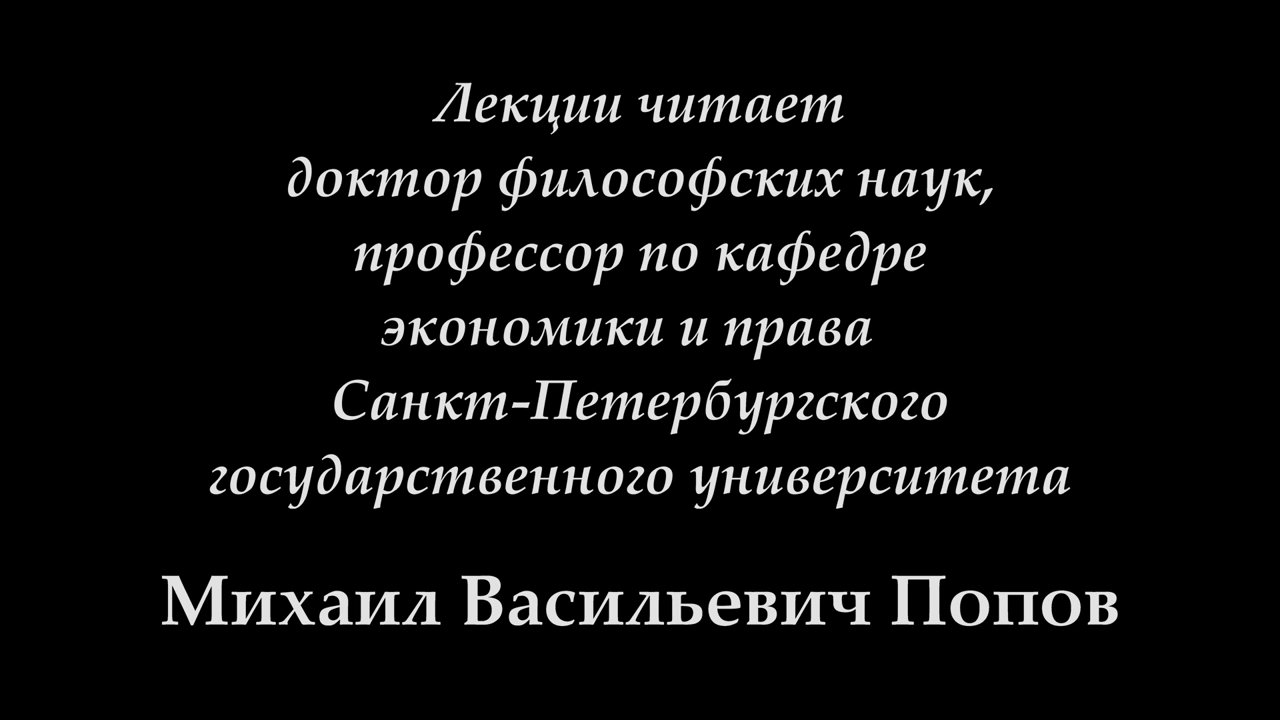 Лекции читает
доктор философских наук,
профессор по кафедре
экономики и права
Санкт-Петербургского
государственного университета
Михаил Васильевич Попов